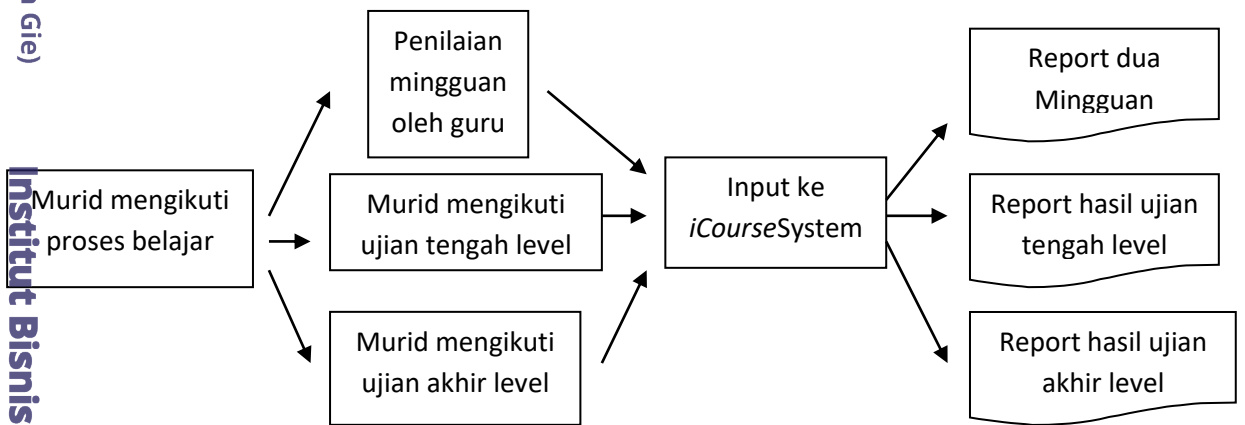 n Gie)
Institut Bisnis
Murid mengikuti
proses belajar
Penilaian
mingguan
oleh guru
Murid mengikuti
ujian tengah level
Murid mengikuti
ujian akhir level
Input ke
iCourseSystem
Report dua
Mingguan
Report hasil ujian
tengah level
Report hasil ujian
akhir level